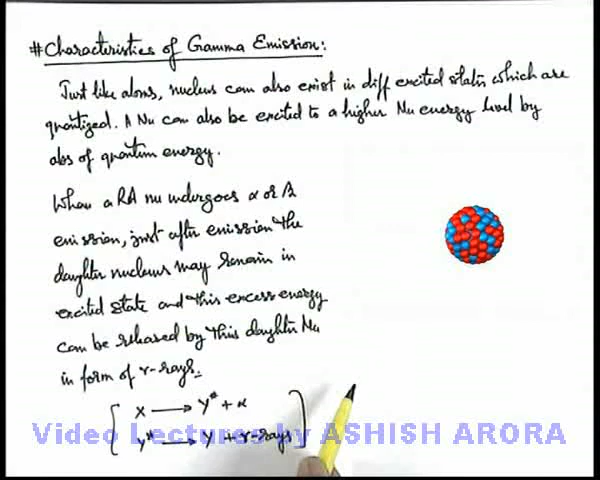 # Characteristics of Gamma Emission:
Just like atoms, nucleus can also exist in diff excited states which are
quantized. A Nu can also be excited to a higher Nu energy level by
abs of quantum energy.
When a RA nu undergoes α or β
emission, just after emission the
daughter nucleus may remain in
excited state and this excess energy
can be released by this daughter Nu
in form of γ-rays.
X → Y* + α
Y* → Y + γ-rays
Video Lectures by ASHISH ARORA